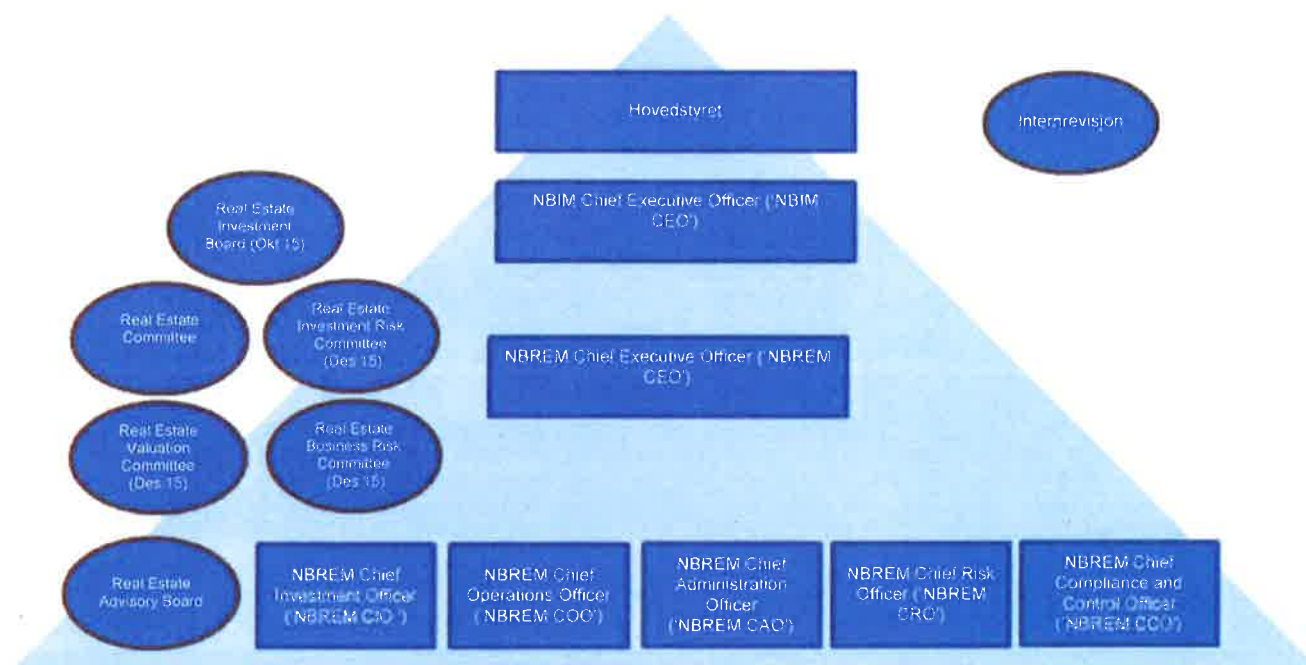 Hovedstyret
Internrevisjon
NBIM Chief Executive Officer ('NBIM
CEO')
Real Estate
Investment
Board (Okt 15)
Real Estate
Committee
Real Estate
Investment Risk
Committee
(Des 15)
NBREM Chief Executive Officer ('NBREM
CEO')
Real Estate
Valuation
Committee
(Des 15)
Real Estate
Business Risk
Committee
(Des 15)
Real Estate
Advisory Board
NBREM Chief
Investment Officer
('NBREM CIO')
NBREM Chief
Operations Officer
('NBREM COO')
NBREM Chief
Administration
Officer
('NBREM CAO')
NBREM Chief Risk
Officer ('NBREM
CRO')
NBREM Chief
Compliance and
Control Officer
('NBREM CCO')